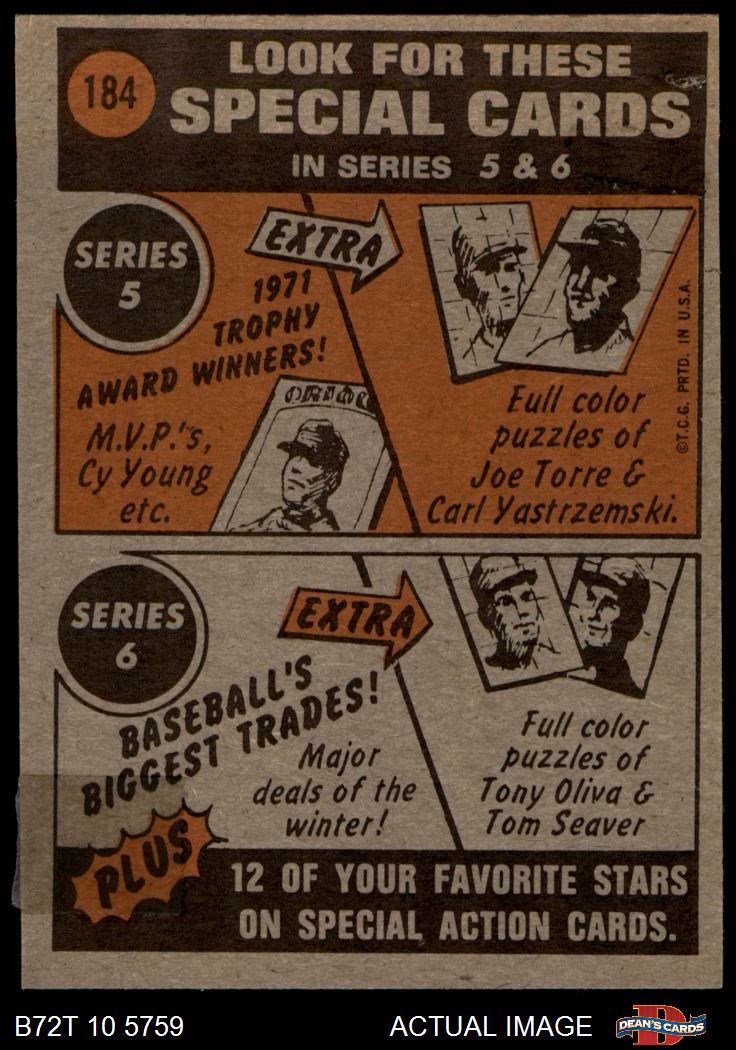 184
LOOK FOR THESE
SPECIAL CARDS
IN SERIES 5 & 6
SERIES
5
EXTRA
1971
TROPHY
AWARD WINNERS!
M.V.P.'s,
Cy Young
etc.
Full color
puzzles of
Joe Torre &
Carl Yastrzemski.
©T.C.G. PRTD. IN U.S.A.
SERIES
6
EXTRA
BASEBALL'S
BIGGEST TRADES!
Major
deals of the
winter!
Full color
puzzles of
Tony Oliva &
Tom Seaver
PLUS
12 OF YOUR FAVORITE STARS
ON SPECIAL ACTION CARDS.
B72T 10 5759
ACTUAL IMAGE
D
DEAN'S CARDS